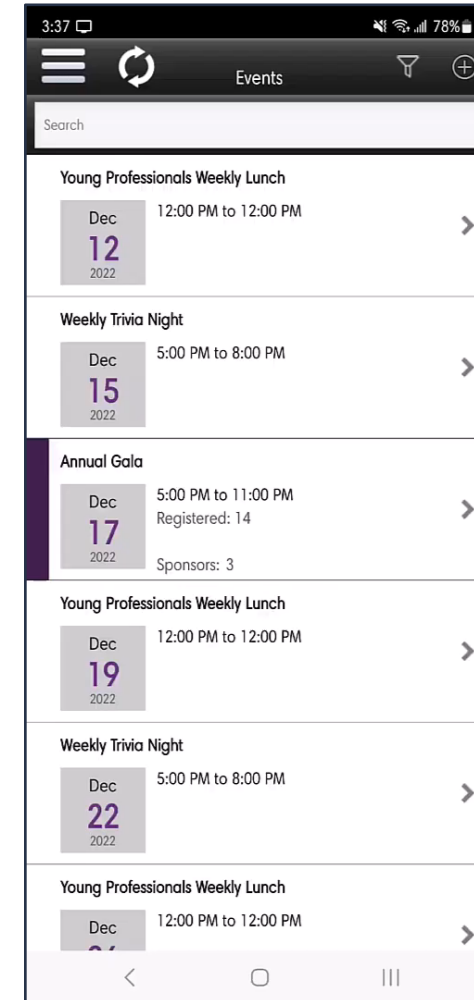 3:37 78%
Events
Search
Young Professionals Weekly Lunch
Dec
12
2022
12:00 PM to 12:00 PM
Weekly Trivia Night
Dec
15
2022
5:00 PM to 8:00 PM
Annual Gala
Dec
17
2022
5:00 PM to 11:00 PM
Registered: 14
Sponsors: 3
Young Professionals Weekly Lunch
Dec
19
2022
12:00 PM to 12:00 PM
Weekly Trivia Night
Dec
22
2022
5:00 PM to 8:00 PM
Young Professionals Weekly Lunch
Dec
12:00 PM to 12:00 PM